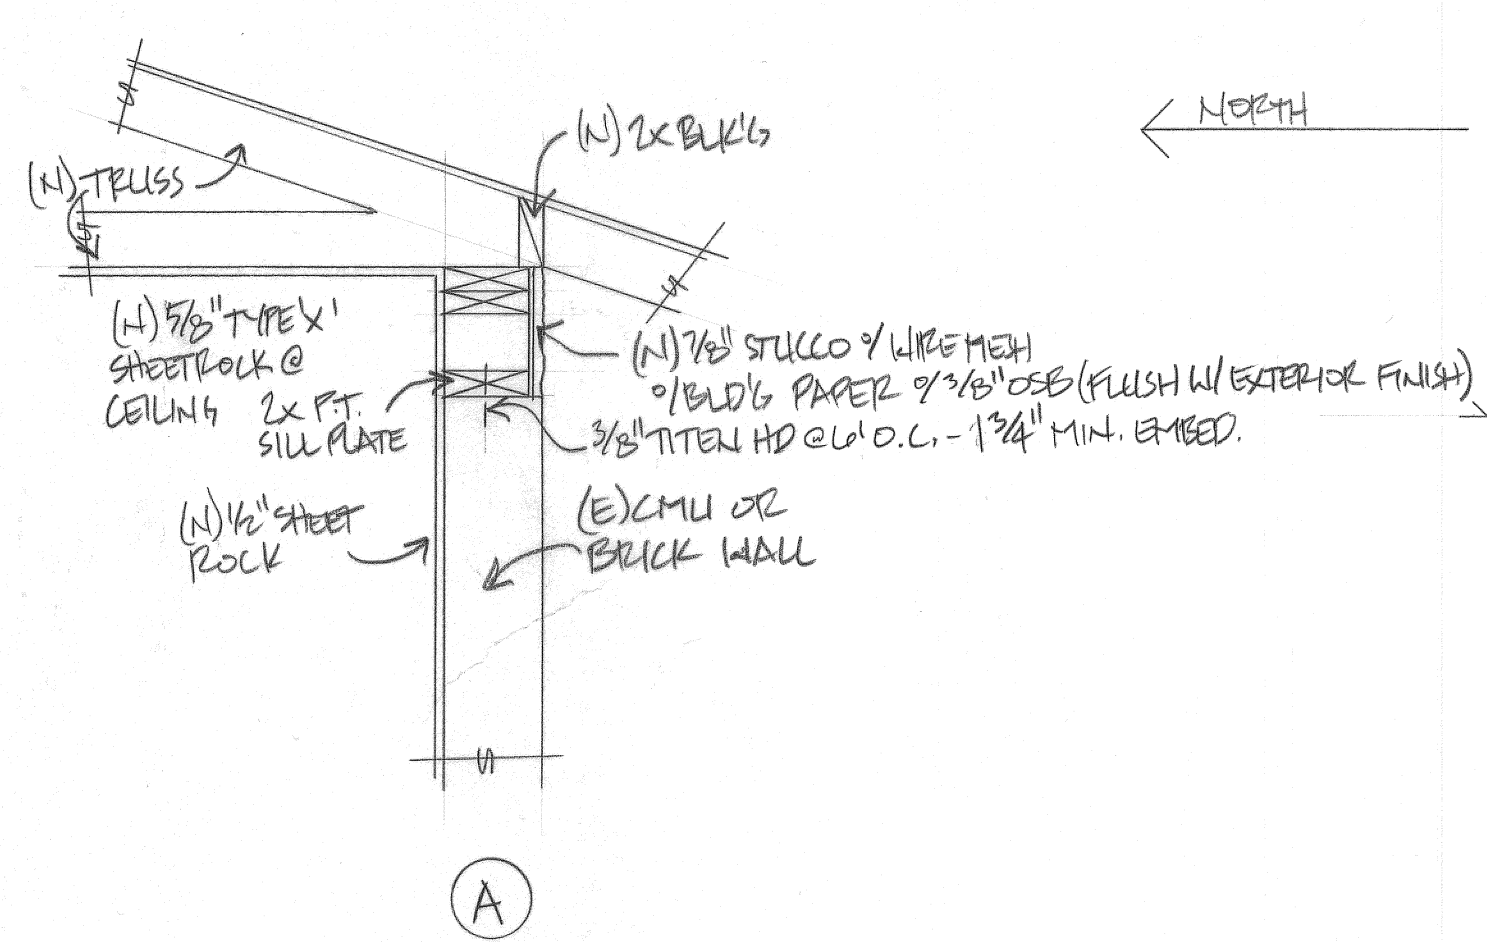 NORTH
(N) 2X BLK'G
(N) TRUSS
(N) 5/8" TYPE 'X'
SHEETROCK @
CEILING
2X P.T.
SILL PLATE
(N) 7/8" STUCCO O/ WIRE MESH
O/ BLD'G PAPER O/ 3/8" OSB (FLUSH W/ EXTERIOR FINISH)
3/8" TITEN HD @ 6' O.C. - 1 3/4" MIN. EMBED.
(N) 1/2" SHEET
ROCK
(E) CMU OR
BRICK WALL
A